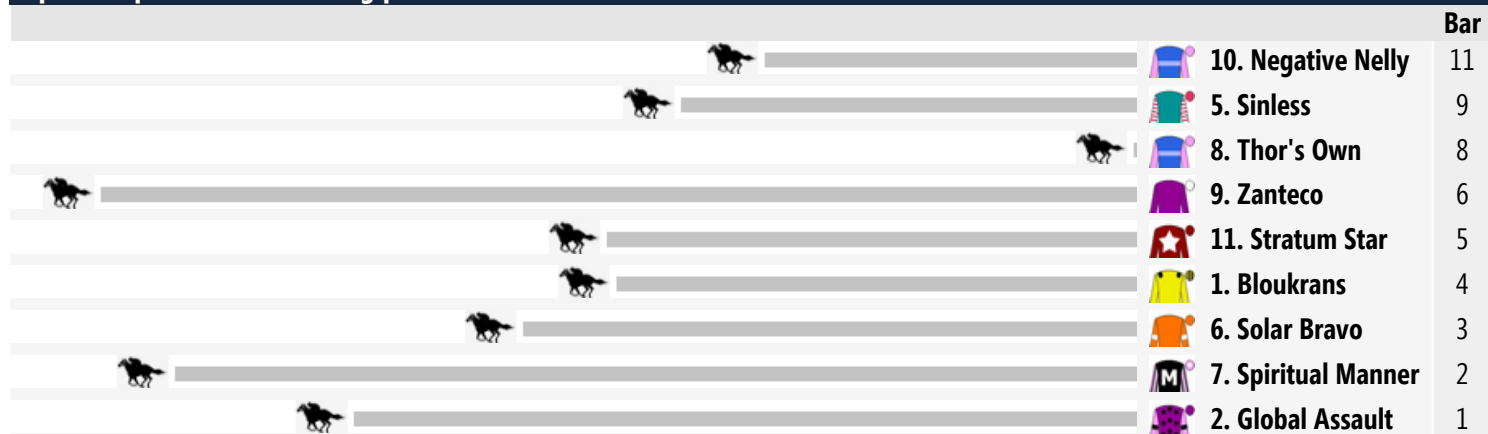 Bar
10. Negative Nelly 11
5. Sinless 9
8. Thor's Own 8
9. Zanteco 6
11. Stratum Star 5
1. Bloukrans 4
6. Solar Bravo 3
M 7. Spiritual Manner 2
2. Global Assault 1